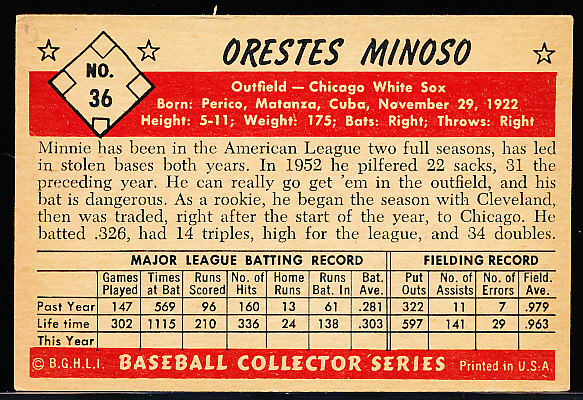 ORESTES MINOSO
NO.
36
Outfield — Chicago White Sox
Born: Perico, Matanza, Cuba, November 29, 1922
Height: 5-11; Weight: 175; Bats: Right; Throws: Right
Minnie has been in the American League two full seasons, has led
in stolen bases both years. In 1952 he pilfered 22 sacks, 31 the
preceding year. He can really go get 'em in the outfield, and his
bat is dangerous. As a rookie, he began the season with Cleveland,
then was traded, right after the start of the year, to Chicago. He
batted .326, had 14 triples, high for the league, and 34 doubles.
MAJOR LEAGUE BATTING RECORD FIELDING RECORD
Games Times Runs No. of Home Runs Bat. Put No. of No. of Field.
Played at Bat Scored Hits Runs Bat. In Ave. Outs Assists Errors Ave.
Past Year 147 569 96 160 13 61 .281 322 11 7 .979
Life time 302 1115 210 336 24 138 .303 597 141 29 .963
This Year
© B.G.H.L.I. BASEBALL COLLECTOR SERIES Printed in U.S.A.